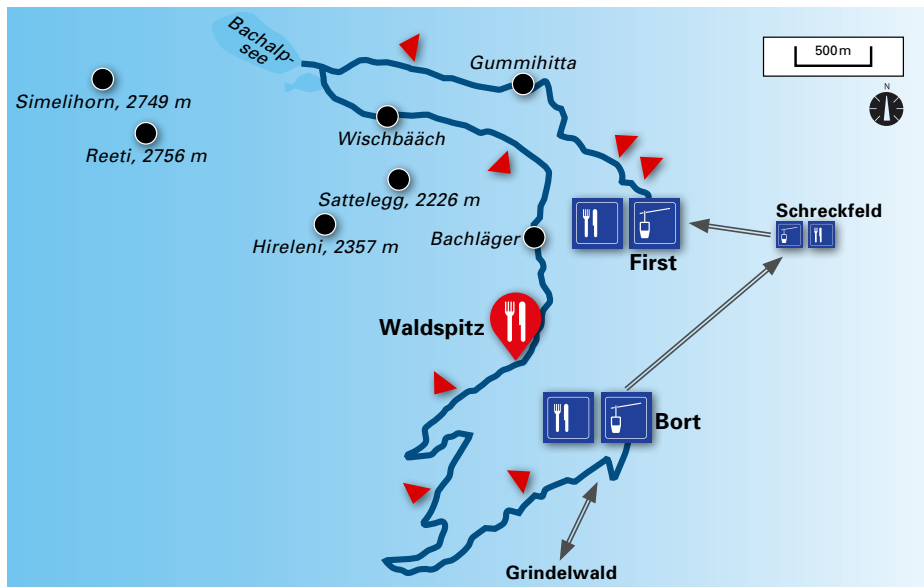 Bachalp-
see
Gummihitta
500 m
N
Simelihorn, 2749 m
Wischbääch
Reeti, 2756 m
Sattelegg, 2226 m
Schreckfeld
Hireleni, 2357 m
Bachläger
First
Waldspitz
Bort
Grindelwald